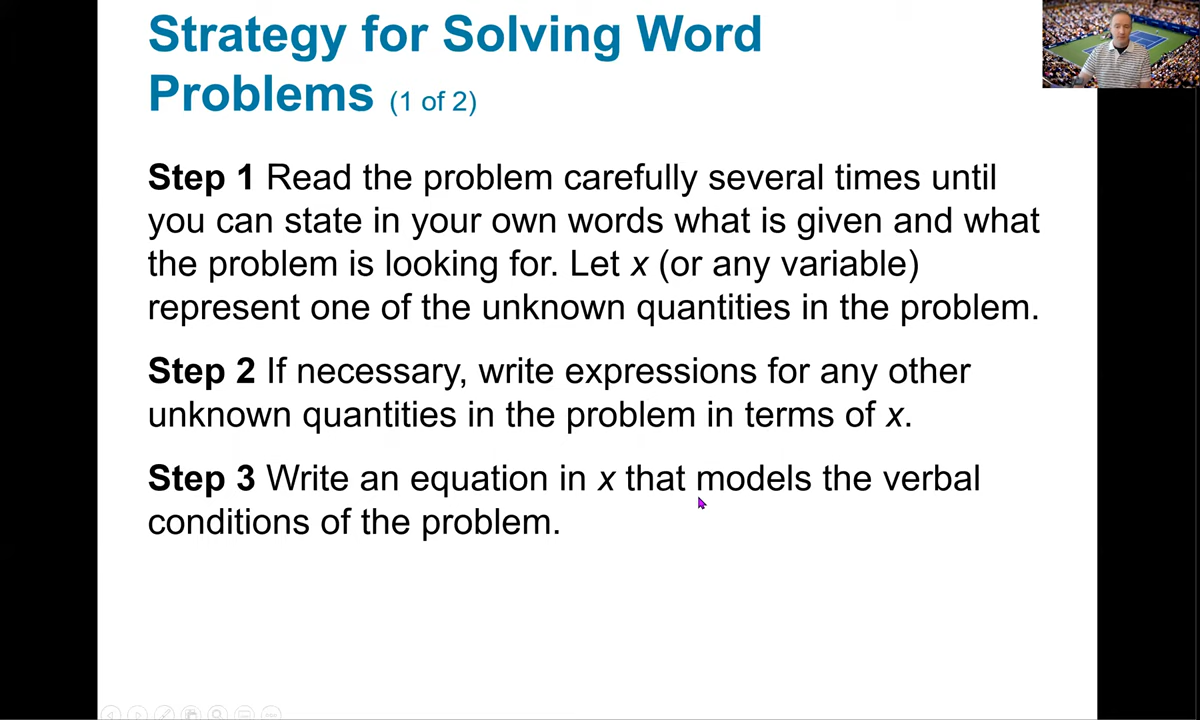 Strategy for Solving Word
Problems (1 of 2)
Step 1 Read the problem carefully several times until
you can state in your own words what is given and what
the problem is looking for. Let x (or any variable)
represent one of the unknown quantities in the problem.
Step 2 If necessary, write expressions for any other
unknown quantities in the problem in terms of x.
Step 3 Write an equation in x that models the verbal
conditions of the problem.